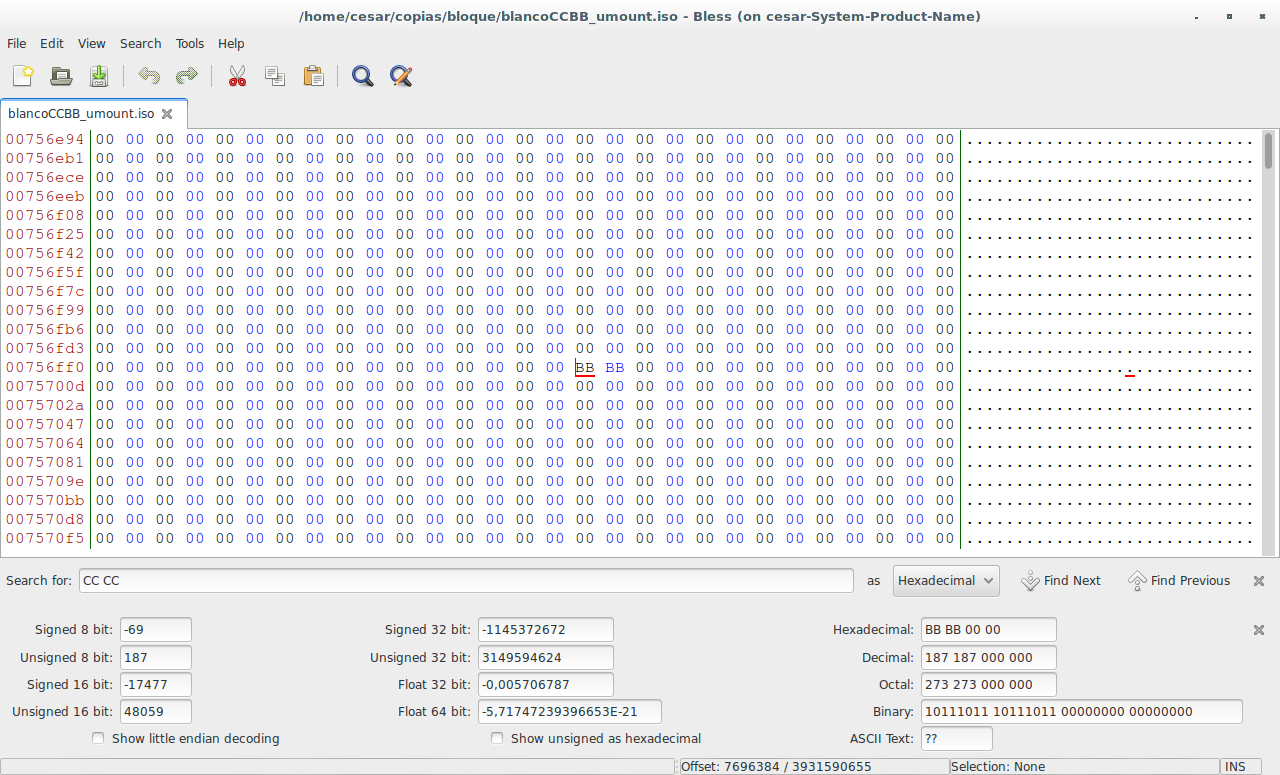 /home/cesar/copias/bloque/blancoCCBB_umount.iso - Bless (on cesar-System-Product-Name)
File Edit View Search Tools Help
blancoCCBB_umount.iso
00756e94 00 00 00 00 00 00 00 00 00 00 00 00 00 00 00 00 00 00 00 00 00 00 00 00 00 00 00 00 00 .............................
00756eb1 00 00 00 00 00 00 00 00 00 00 00 00 00 00 00 00 00 00 00 00 00 00 00 00 00 00 00 00 00 .............................
00756ece 00 00 00 00 00 00 00 00 00 00 00 00 00 00 00 00 00 00 00 00 00 00 00 00 00 00 00 00 00 .............................
00756eeb 00 00 00 00 00 00 00 00 00 00 00 00 00 00 00 00 00 00 00 00 00 00 00 00 00 00 00 00 00 .............................
00756f08 00 00 00 00 00 00 00 00 00 00 00 00 00 00 00 00 00 00 00 00 00 00 00 00 00 00 00 00 00 .............................
00756f25 00 00 00 00 00 00 00 00 00 00 00 00 00 00 00 00 00 00 00 00 00 00 00 00 00 00 00 00 00 .............................
00756f42 00 00 00 00 00 00 00 00 00 00 00 00 00 00 00 00 00 00 00 00 00 00 00 00 00 00 00 00 00 .............................
00756f5f 00 00 00 00 00 00 00 00 00 00 00 00 00 00 00 00 00 00 00 00 00 00 00 00 00 00 00 00 00 .............................
00756f7c 00 00 00 00 00 00 00 00 00 00 00 00 00 00 00 00 00 00 00 00 00 00 00 00 00 00 00 00 00 .............................
00756f99 00 00 00 00 00 00 00 00 00 00 00 00 00 00 00 00 00 00 00 00 00 00 00 00 00 00 00 00 00 .............................
00756fb6 00 00 00 00 00 00 00 00 00 00 00 00 00 00 00 00 00 00 00 00 00 00 00 00 00 00 00 00 00 .............................
00756fd3 00 00 00 00 00 00 00 00 00 00 00 00 00 00 00 00 00 00 00 00 00 00 00 00 00 00 00 00 00 .............................
00756ff0 00 00 00 00 00 00 00 00 00 00 00 00 00 00 00 00 BB BB 00 00 00 00 00 00 00 00 00 00 00 .............................
0075700d 00 00 00 00 00 00 00 00 00 00 00 00 00 00 00 00 00 00 00 00 00 00 00 00 00 00 00 00 00 .............................
0075702a 00 00 00 00 00 00 00 00 00 00 00 00 00 00 00 00 00 00 00 00 00 00 00 00 00 00 00 00 00 .............................
00757047 00 00 00 00 00 00 00 00 00 00 00 00 00 00 00 00 00 00 00 00 00 00 00 00 00 00 00 00 00 .............................
00757064 00 00 00 00 00 00 00 00 00 00 00 00 00 00 00 00 00 00 00 00 00 00 00 00 00 00 00 00 00 .............................
00757081 00 00 00 00 00 00 00 00 00 00 00 00 00 00 00 00 00 00 00 00 00 00 00 00 00 00 00 00 00 .............................
0075709e 00 00 00 00 00 00 00 00 00 00 00 00 00 00 00 00 00 00 00 00 00 00 00 00 00 00 00 00 00 .............................
007570bb 00 00 00 00 00 00 00 00 00 00 00 00 00 00 00 00 00 00 00 00 00 00 00 00 00 00 00 00 00 .............................
007570d8 00 00 00 00 00 00 00 00 00 00 00 00 00 00 00 00 00 00 00 00 00 00 00 00 00 00 00 00 00 .............................
007570f5 00 00 00 00 00 00 00 00 00 00 00 00 00 00 00 00 00 00 00 00 00 00 00 00 00 00 00 00 00 .............................
Search for: CC CC as Hexadecimal Find Next Find Previous
Signed 8 bit: -69 Signed 32 bit: -1145372672 Hexadecimal: BB BB 00 00
Unsigned 8 bit: 187 Unsigned 32 bit: 3149594624 Decimal: 187 187 000 000
Signed 16 bit: -17477 Float 32 bit: -0,005706787 Octal: 273 273 000 000
Unsigned 16 bit: 48059 Float 64 bit: -5,71747239396653E-21 Binary: 10111011 10111011 00000000 00000000
Show little endian decoding Show unsigned as hexadecimal ASCII Text: ??
Offset: 7696384 / 3931590655 Selection: None INS